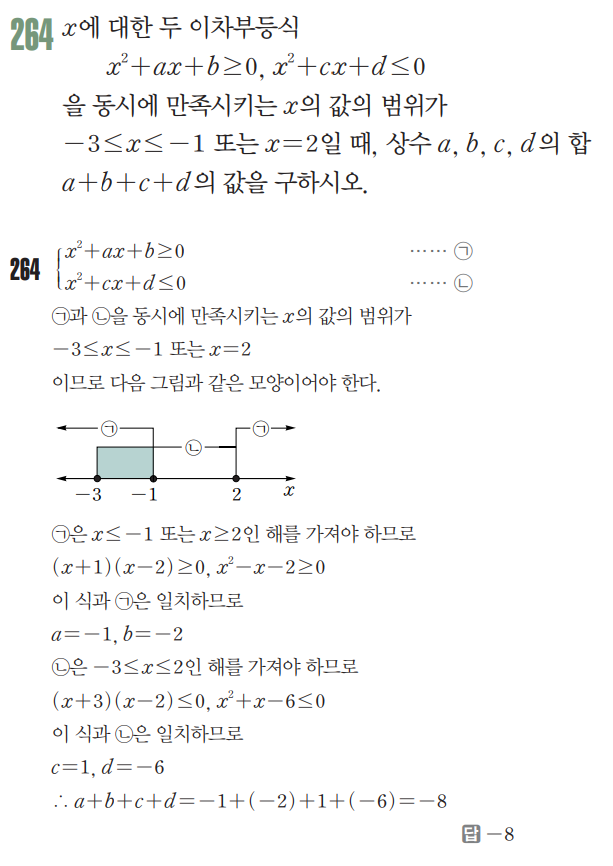 264 x에 대한 두 이차부등식
x²+ax+b≥0, x²+cx+d≤0
을 동시에 만족시키는 x의 값의 범위가
-3≤x≤-1 또는 x=2일 때, 상수 a, b, c, d의 합
a+b+c+d의 값을 구하시오.
264 x²+ax+b≥0 …… ㉠
x²+cx+d≤0 …… ㉡
㉠과 ㉡을 동시에 만족시키는 x의 값의 범위가
-3≤x≤-1 또는 x=2
이므로 다음 그림과 같은 모양이어야 한다.
㉠ ㉠
㉡
-3 -1 2 x
㉠은 x≤-1 또는 x≥2인 해를 가져야 하므로
(x+1)(x-2)≥0, x²-x-2≥0
이 식과 ㉠은 일치하므로
a=-1, b=-2
㉡은 -3≤x≤2인 해를 가져야 하므로
(x+3)(x-2)≤0, x²+x-6≤0
이 식과 ㉡은 일치하므로
c=1, d=-6
∴ a+b+c+d=-1+(-2)+1+(-6)=-8
답 -8